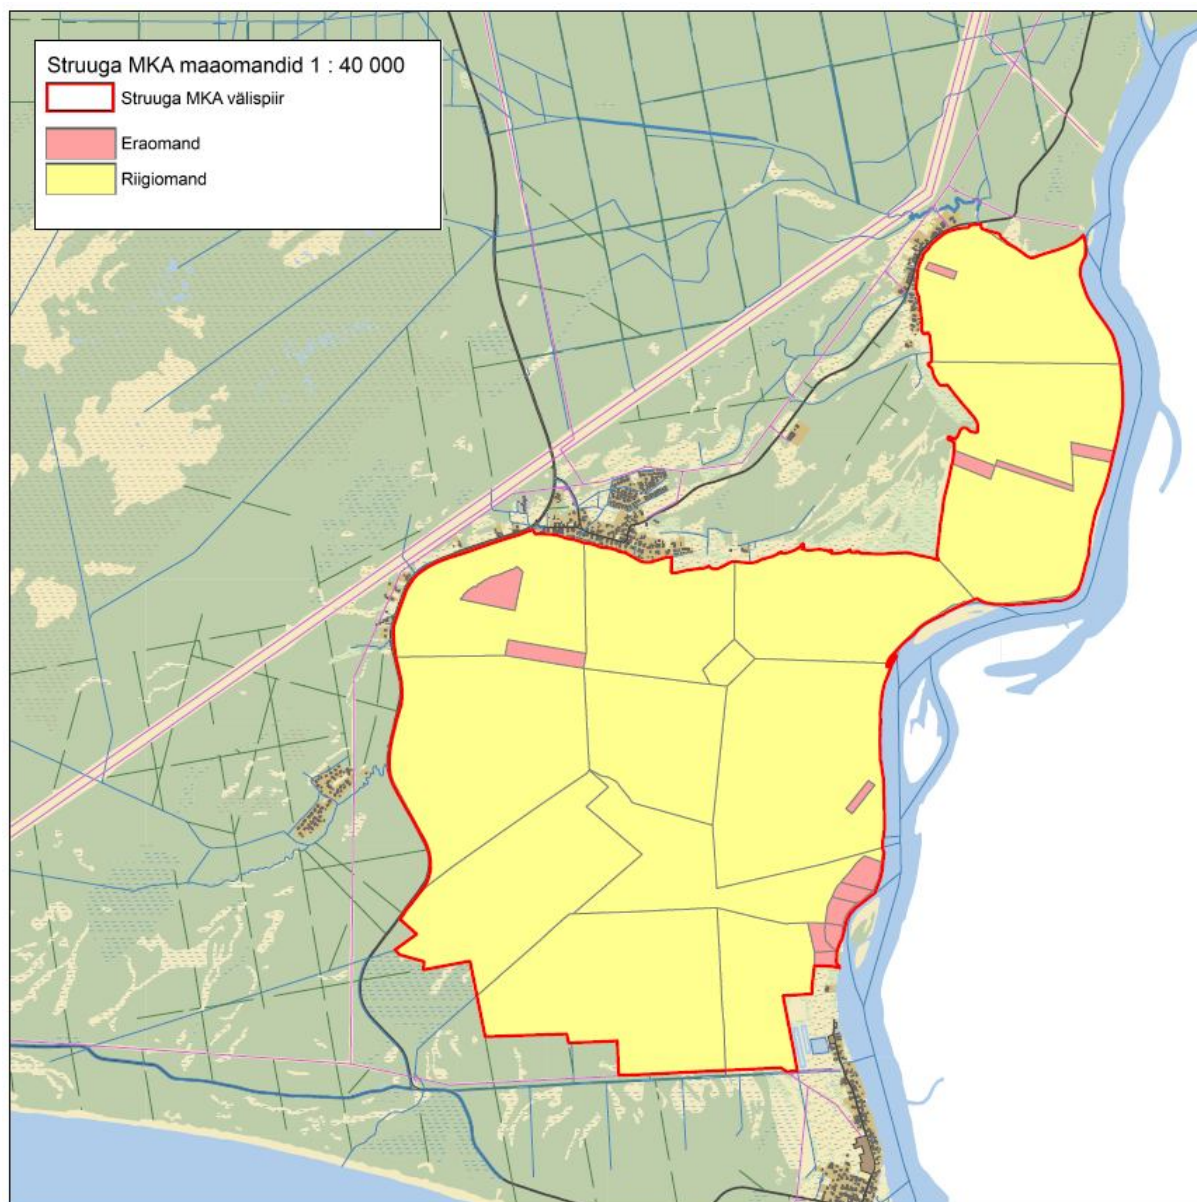 Struuga MKA maaomandid 1 : 40 000
Struuga MKA välispiir
Eraomand
Riigiomand